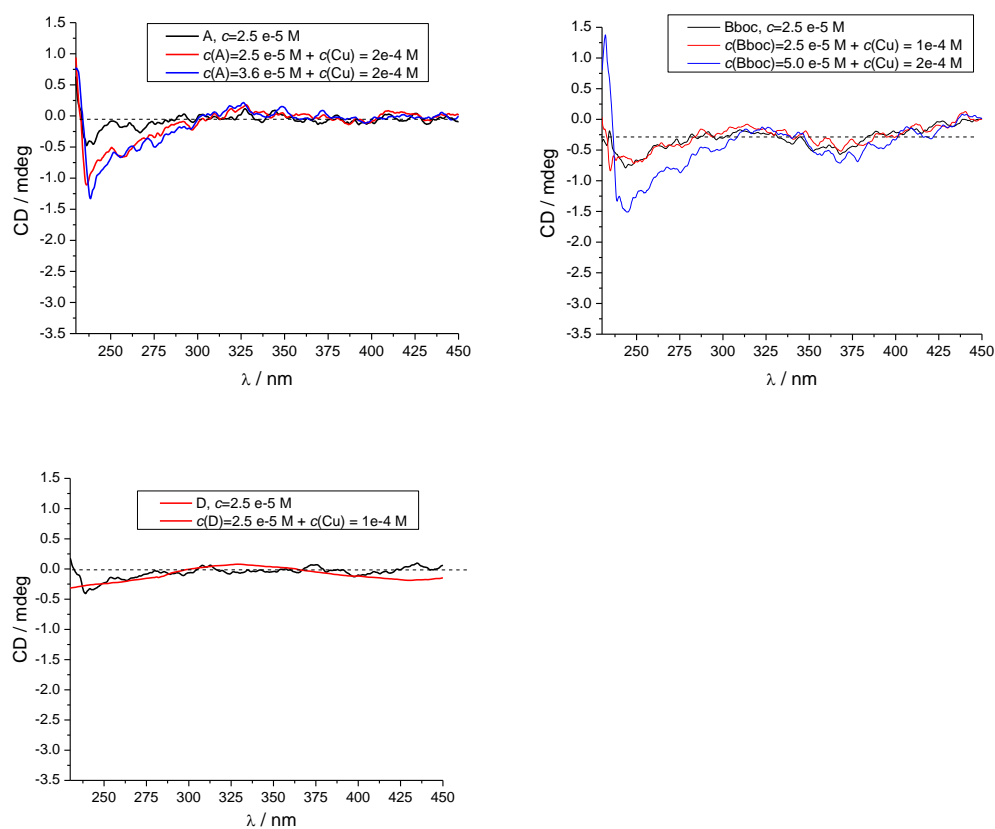 A, c=2.5 e-5 M
c(A)=2.5 e-5 M + c(Cu) = 2e-4 M
c(A)=3.6 e-5 M + c(Cu) = 2e-4 M
1.5
1.0
0.5
0.0
-0.5
-1.0
-1.5
-2.0
-2.5
-3.0
-3.5
CD / mdeg
250 275 300 325 350 375 400 425 450
λ / nm
Bboc, c=2.5 e-5 M
c(Bboc)=2.5 e-5 M + c(Cu) = 1e-4 M
c(Bboc)=5.0 e-5 M + c(Cu) = 2e-4 M
1.5
1.0
0.5
0.0
-0.5
-1.0
-1.5
-2.0
-2.5
-3.0
-3.5
CD / mdeg
250 275 300 325 350 375 400 425 450
λ / nm
D, c=2.5 e-5 M
c(D)=2.5 e-5 M + c(Cu) = 1e-4 M
1.5
1.0
0.5
0.0
-0.5
-1.0
-1.5
-2.0
-2.5
-3.0
-3.5
CD / mdeg
250 275 300 325 350 375 400 425 450
λ / nm